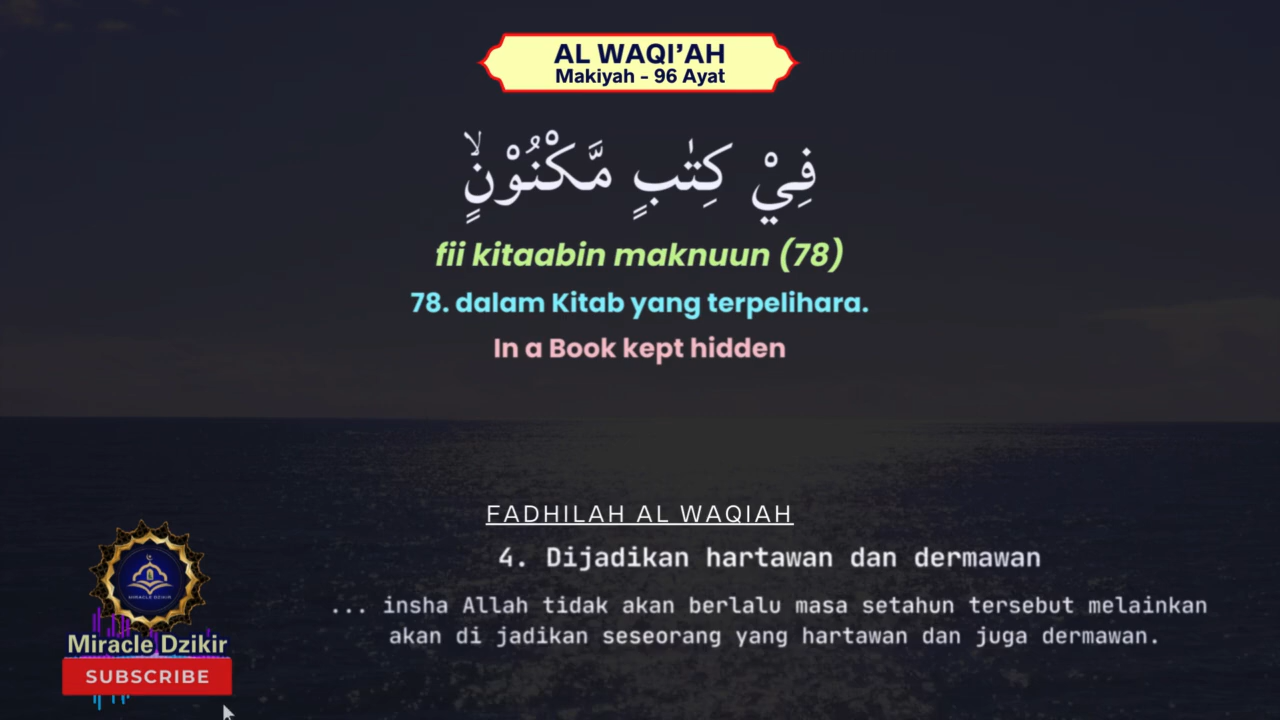 AL WAQI'AH
Makiyah - 96 Ayat
فِيْ كِتٰبٍ مَّكْنُوْنٍۙ
fii kitaabin maknuun (78)
78. dalam Kitab yang terpelihara.
In a Book kept hidden
FADHILAH AL WAQIAH
4. Dijadikan hartawan dan dermawan
... insha Allah tidak akan berlalu masa setahun tersebut melainkan
akan di jadikan seseorang yang hartawan dan juga dermawan.
MIRACLE DZIKIR
Miracle Dzikir
SUBSCRIBE